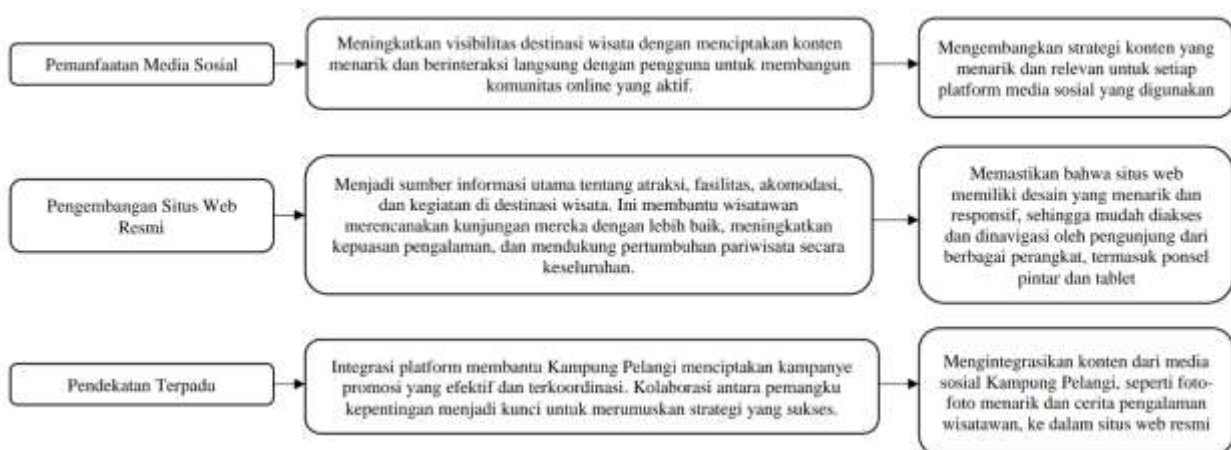 Pemanfaatan Media Sosial
Meningkatkan visibilitas destinasi wisata dengan menciptakan konten
menarik dan berinteraksi langsung dengan pengguna untuk membangun
komunitas online yang aktif.
Mengembangkan strategi konten yang
menarik dan relevan untuk setiap
platform media sosial yang digunakan
Pengembangan Situs Web
Resmi
Menjadi sumber informasi utama tentang atraksi, fasilitas, akomodasi,
dan kegiatan di destinasi wisata. Ini membantu wisatawan
merencanakan kunjungan mereka dengan lebih baik, meningkatkan
kepuasan pengalaman, dan mendukung pertumbuhan pariwisata secara
keseluruhan.
Memastikan bahwa situs web
memiliki desain yang menarik dan
responsif, sehingga mudah diakses
dan dinavigasi oleh pengunjung dari
berbagai perangkat, termasuk ponsel
pintar dan tablet
Pendekatan Terpadu
Integrasi platform membantu Kampung Pelangi menciptakan kampanye
promosi yang efektif dan terkoordinasi. Kolaborasi antara pemangku
kepentingan menjadi kunci untuk merumuskan strategi yang sukses.
Mengintegrasikan konten dari media
sosial Kampung Pelangi, seperti foto-
foto menarik dan cerita pengalaman
wisatawan, ke dalam situs web resmi